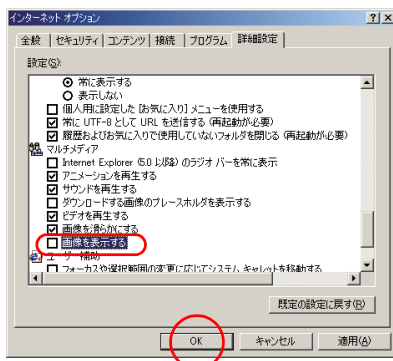 インターネット オプション
全般 セキュリティ コンテンツ 接続 プログラム 詳細設定
設定(S):
常に表示する
表示しない
個人用に設定した [お気に入り] メニューを使用する
常に UTF-8 として URL を送信する (再起動が必要)
履歴およびお気に入りで使用していないフォルダを閉じる (再起動が必要)
マルチメディア
Internet Explorer (5.0 以降) のラジオ バーを常に表示
アニメーションを再生する
サウンドを再生する
ダウンロードする画像のプレースホルダを表示する
ビデオを再生する
画像を滑らかにする
画像を表示する
ユーザー補助
フォーカスや選択範囲の変更に応じてシステム キャレットを移動する
既定の設定に戻す(R)
OK キャンセル 適用(A)